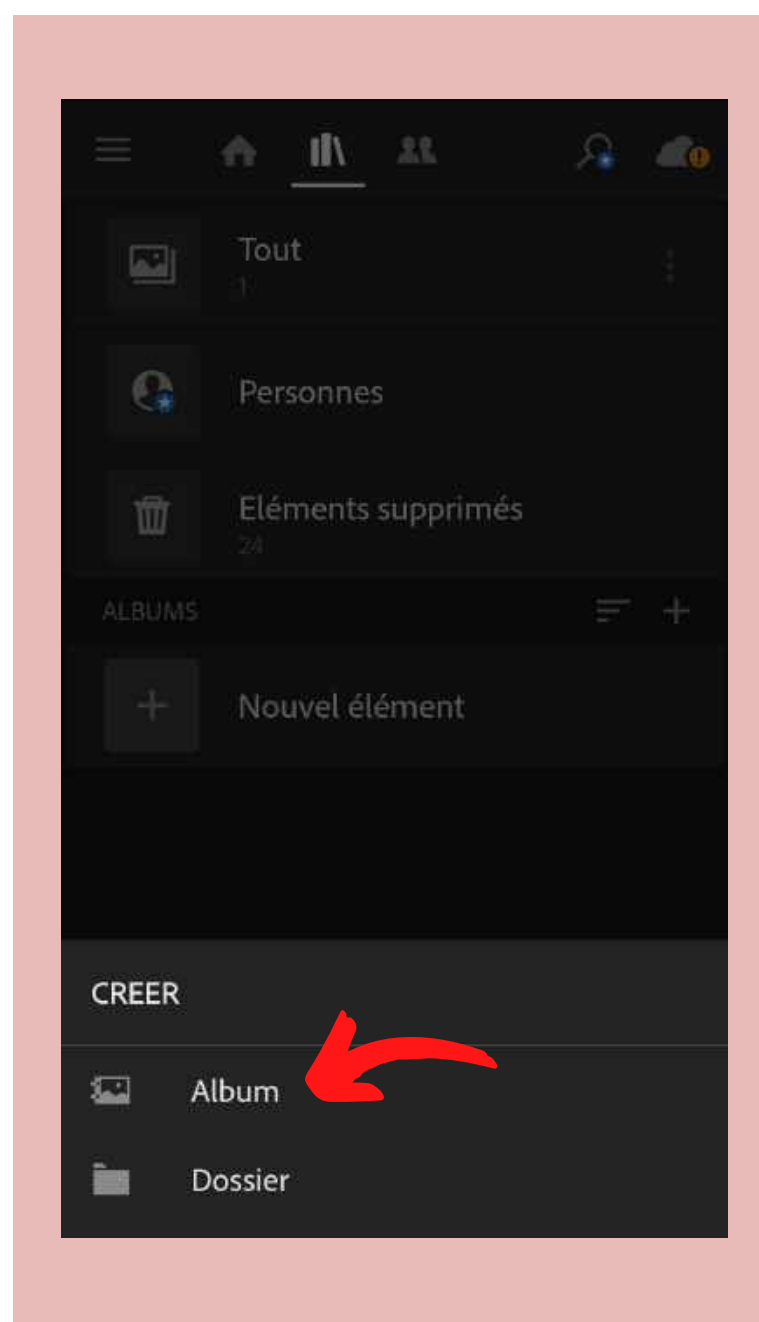 Tout
1
Personnes
Eléments supprimés
24
ALBUMS
Nouvel élément
CREER
Album
Dossier